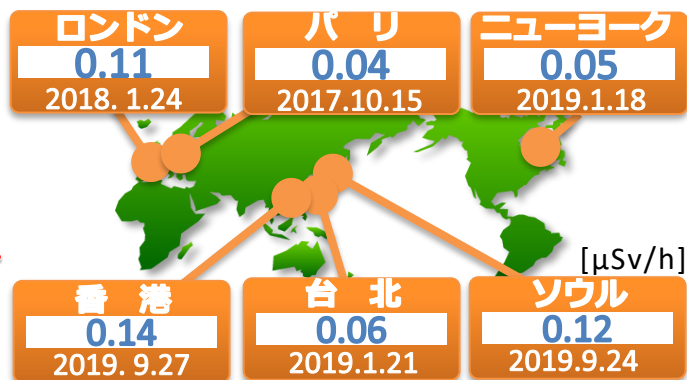 ロンドン
0.11
2018. 1.24
パ リ
0.04
2017.10.15
ニューヨーク
0.05
2019.1.18
[μSv/h]
香 港
0.14
2019. 9.27
台 北
0.06
2019.1.21
ソウル
0.12
2019.9.24